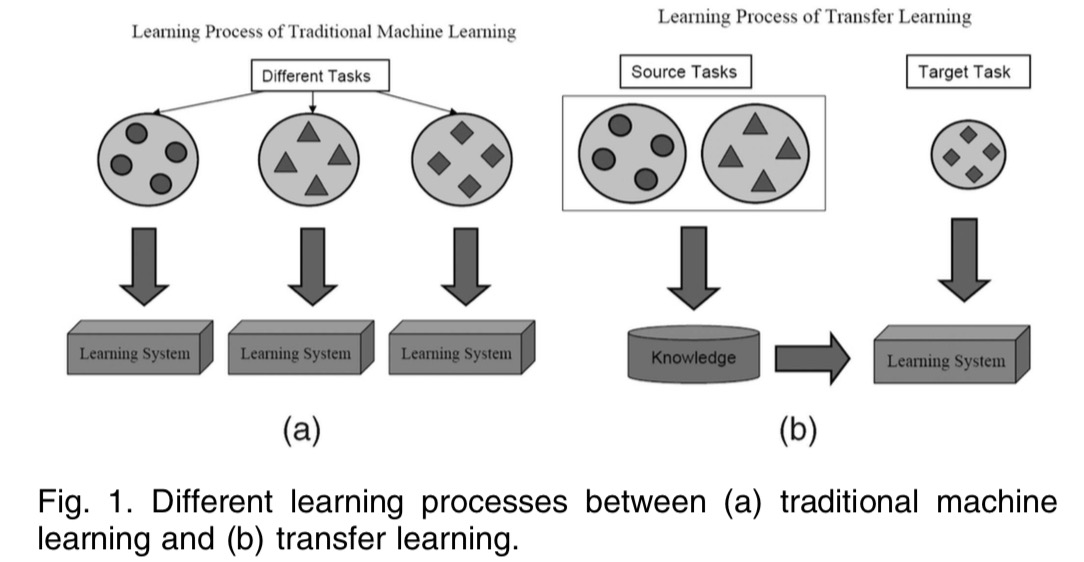 Learning Process of Traditional Machine Learning
Different Tasks
Learning System
Learning System
Learning System
(a)
Learning Process of Transfer Learning
Source Tasks
Target Task
Knowledge
Learning System
(b)
Fig. 1. Different learning processes between (a) traditional machine
learning and (b) transfer learning.